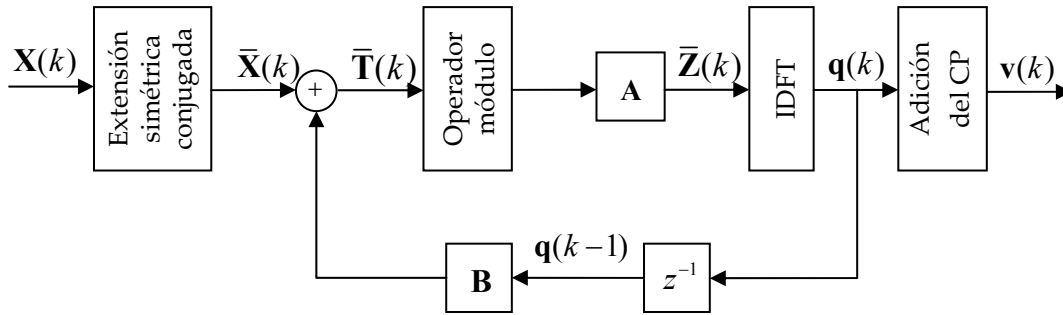 X(k)
Extensión
simétrica
conjugada
X̄(k)
+
T̄(k)
Operador
módulo
A
Z̄(k)
IDFT
q(k)
Adición
del CP
v(k)
B
q(k−1)
z⁻¹